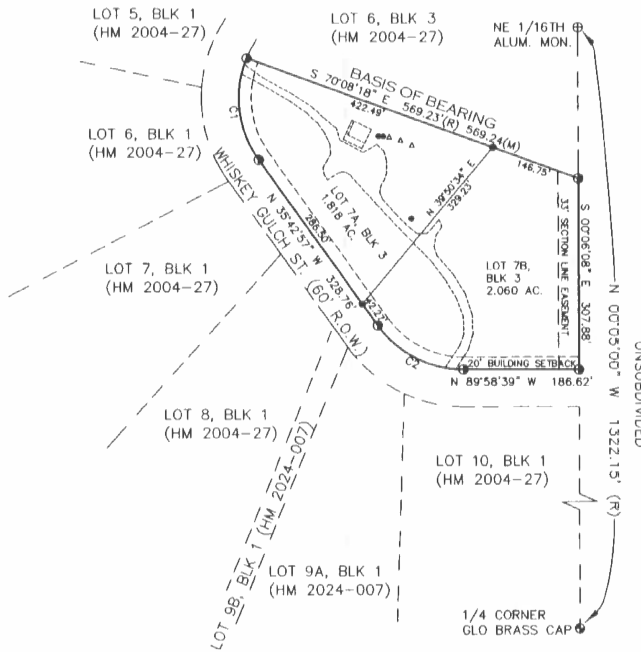 LOT 5, BLK 1
(HM 2004-27)
LOT 6, BLK 3
(HM 2004-27)
NE 1/16TH
ALUM. MON.
BASIS OF BEARING
S 70°08'18" E 569.23'(R) 569.24(M)
422.49'
146.75'
C1
LOT 6, BLK 1
(HM 2004-27)
WHISKEY GULCH ST. (60' R.O.W.)
N 35°42'57" W 328.76'
286.50'
42.27'
LOT 7A, BLK 3
1.818 AC.
N 39°50'34" E
329.23
LOT 7B,
BLK 3
2.060 AC.
33' SECTION LINE EASEMENT
S 00°06'08" E 307.88'
N 00°05'00" W 1322.15' (R)
UNSUBDIVIDED
LOT 7, BLK 1
(HM 2004-27)
C2
20' BUILDING SETBACK
N 89°58'39" W 186.62'
LOT 8, BLK 1
(HM 2004-27)
LOT 10, BLK 1
(HM 2004-27)
LOT 9B, BLK 1 (HM 2024-007)
LOT 9A, BLK 1
(HM 2024-007)
1/4 CORNER
GLO BRASS CAP